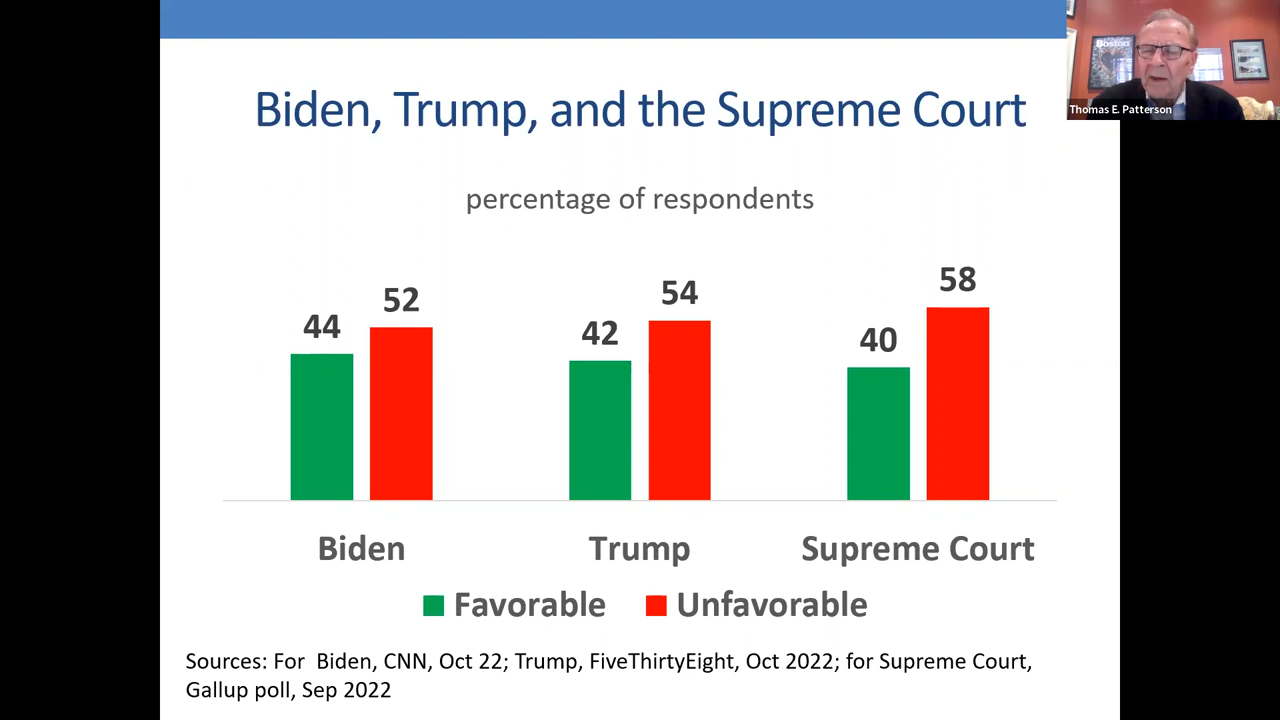 Biden, Trump, and the Supreme Court
Boston
Thomas E. Patterson
percentage of respondents
44
52
42
54
40
58
Biden
Trump
Supreme Court
Favorable
Unfavorable
Sources: For  Biden, CNN, Oct 22; Trump, FiveThirtyEight, Oct 2022; for Supreme Court,
Gallup poll, Sep 2022